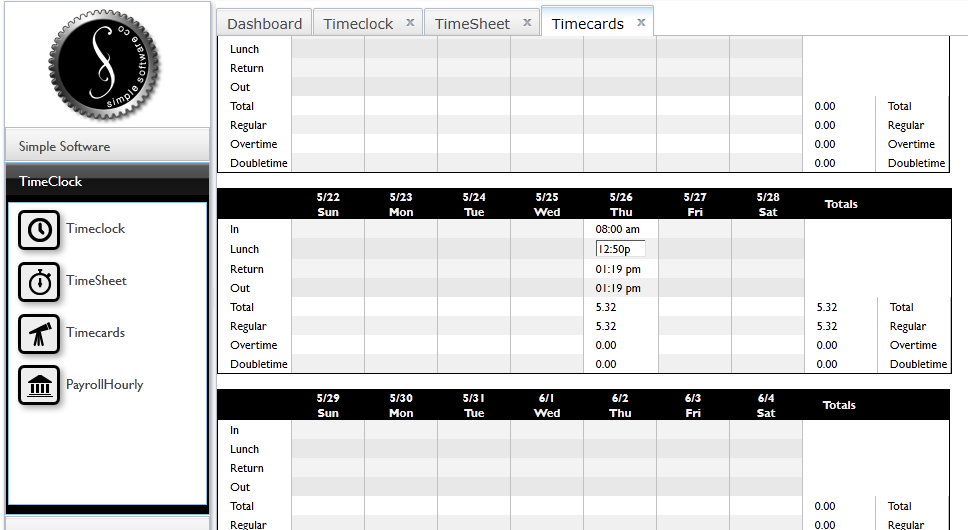 simple software co
Dashboard Timeclock x TimeSheet x Timecards x
Simple Software
TimeClock
Timeclock
TimeSheet
Timecards
PayrollHourly
Lunch
Return
Out
Total 0.00 Total
Regular 0.00 Regular
Overtime 0.00 Overtime
Doubletime 0.00 Doubletime
5/22 5/23 5/24 5/25 5/26 5/27 5/28 Totals
Sun Mon Tue Wed Thu Fri Sat
In 08:00 am
Lunch 12:50p
Return 01:19 pm
Out 01:19 pm
Total 5.32 5.32 Total
Regular 5.32 5.32 Regular
Overtime 0.00 0.00 Overtime
Doubletime 0.00 0.00 Doubletime
5/29 5/30 5/31 6/1 6/2 6/3 6/4 Totals
Sun Mon Tue Wed Thu Fri Sat
In
Lunch
Return
Out
Total 0.00 Total
Regular 0.00 Regular